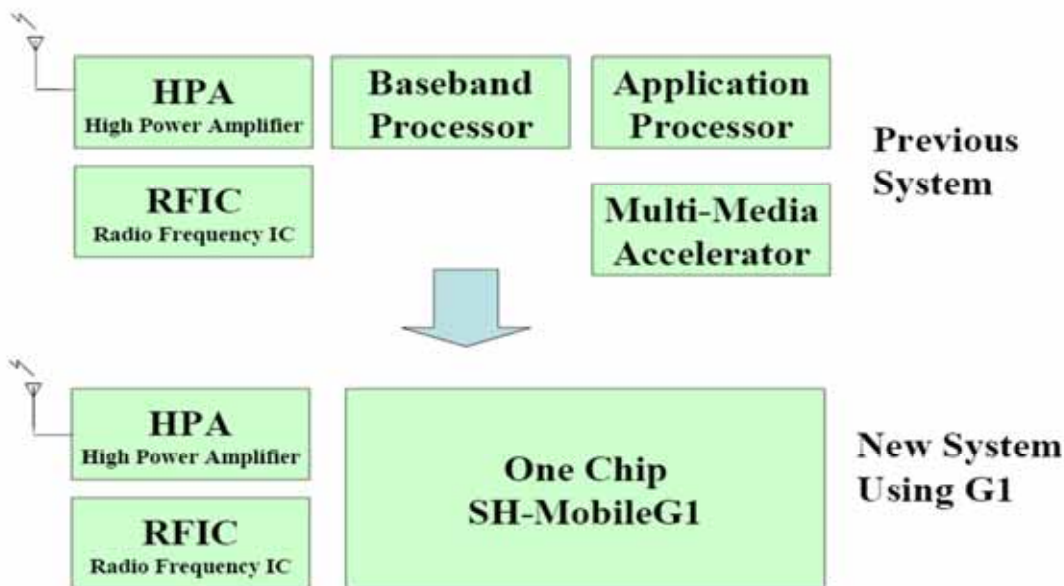 HPA
High Power Amplifier
Baseband
Processor
Application
Processor
Previous
System
RFIC
Radio Frequency IC
Multi-Media
Accelerator
HPA
High Power Amplifier
One Chip
SH-MobileG1
New System
Using G1
RFIC
Radio Frequency IC